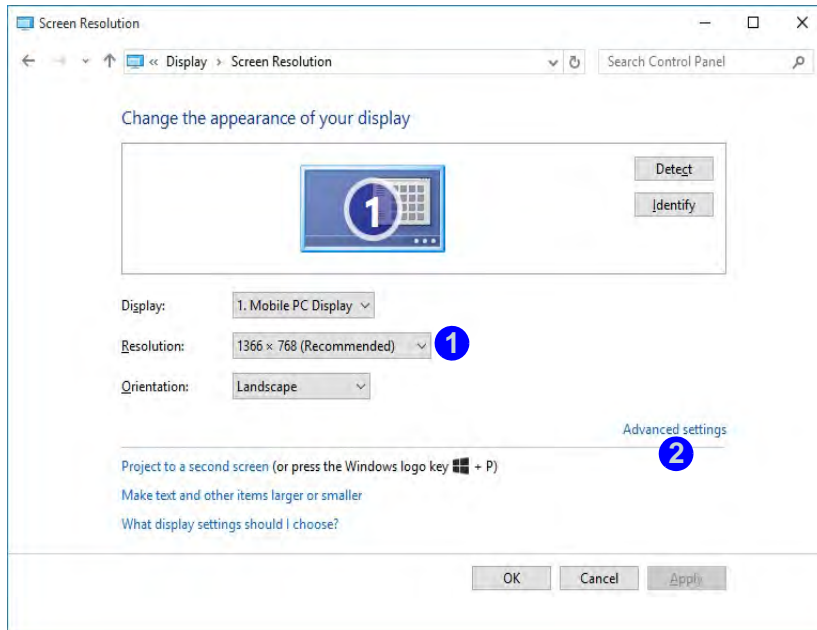 Screen Resolution
« Display › Screen Resolution
Search Control Panel
Change the appearance of your display
1
Detect
Identify
Display: 1. Mobile PC Display
Resolution: 1366 × 768 (Recommended) 1
Orientation: Landscape
Advanced settings
2
Project to a second screen (or press the Windows logo key + P)
Make text and other items larger or smaller
What display settings should I choose?
OK Cancel Apply